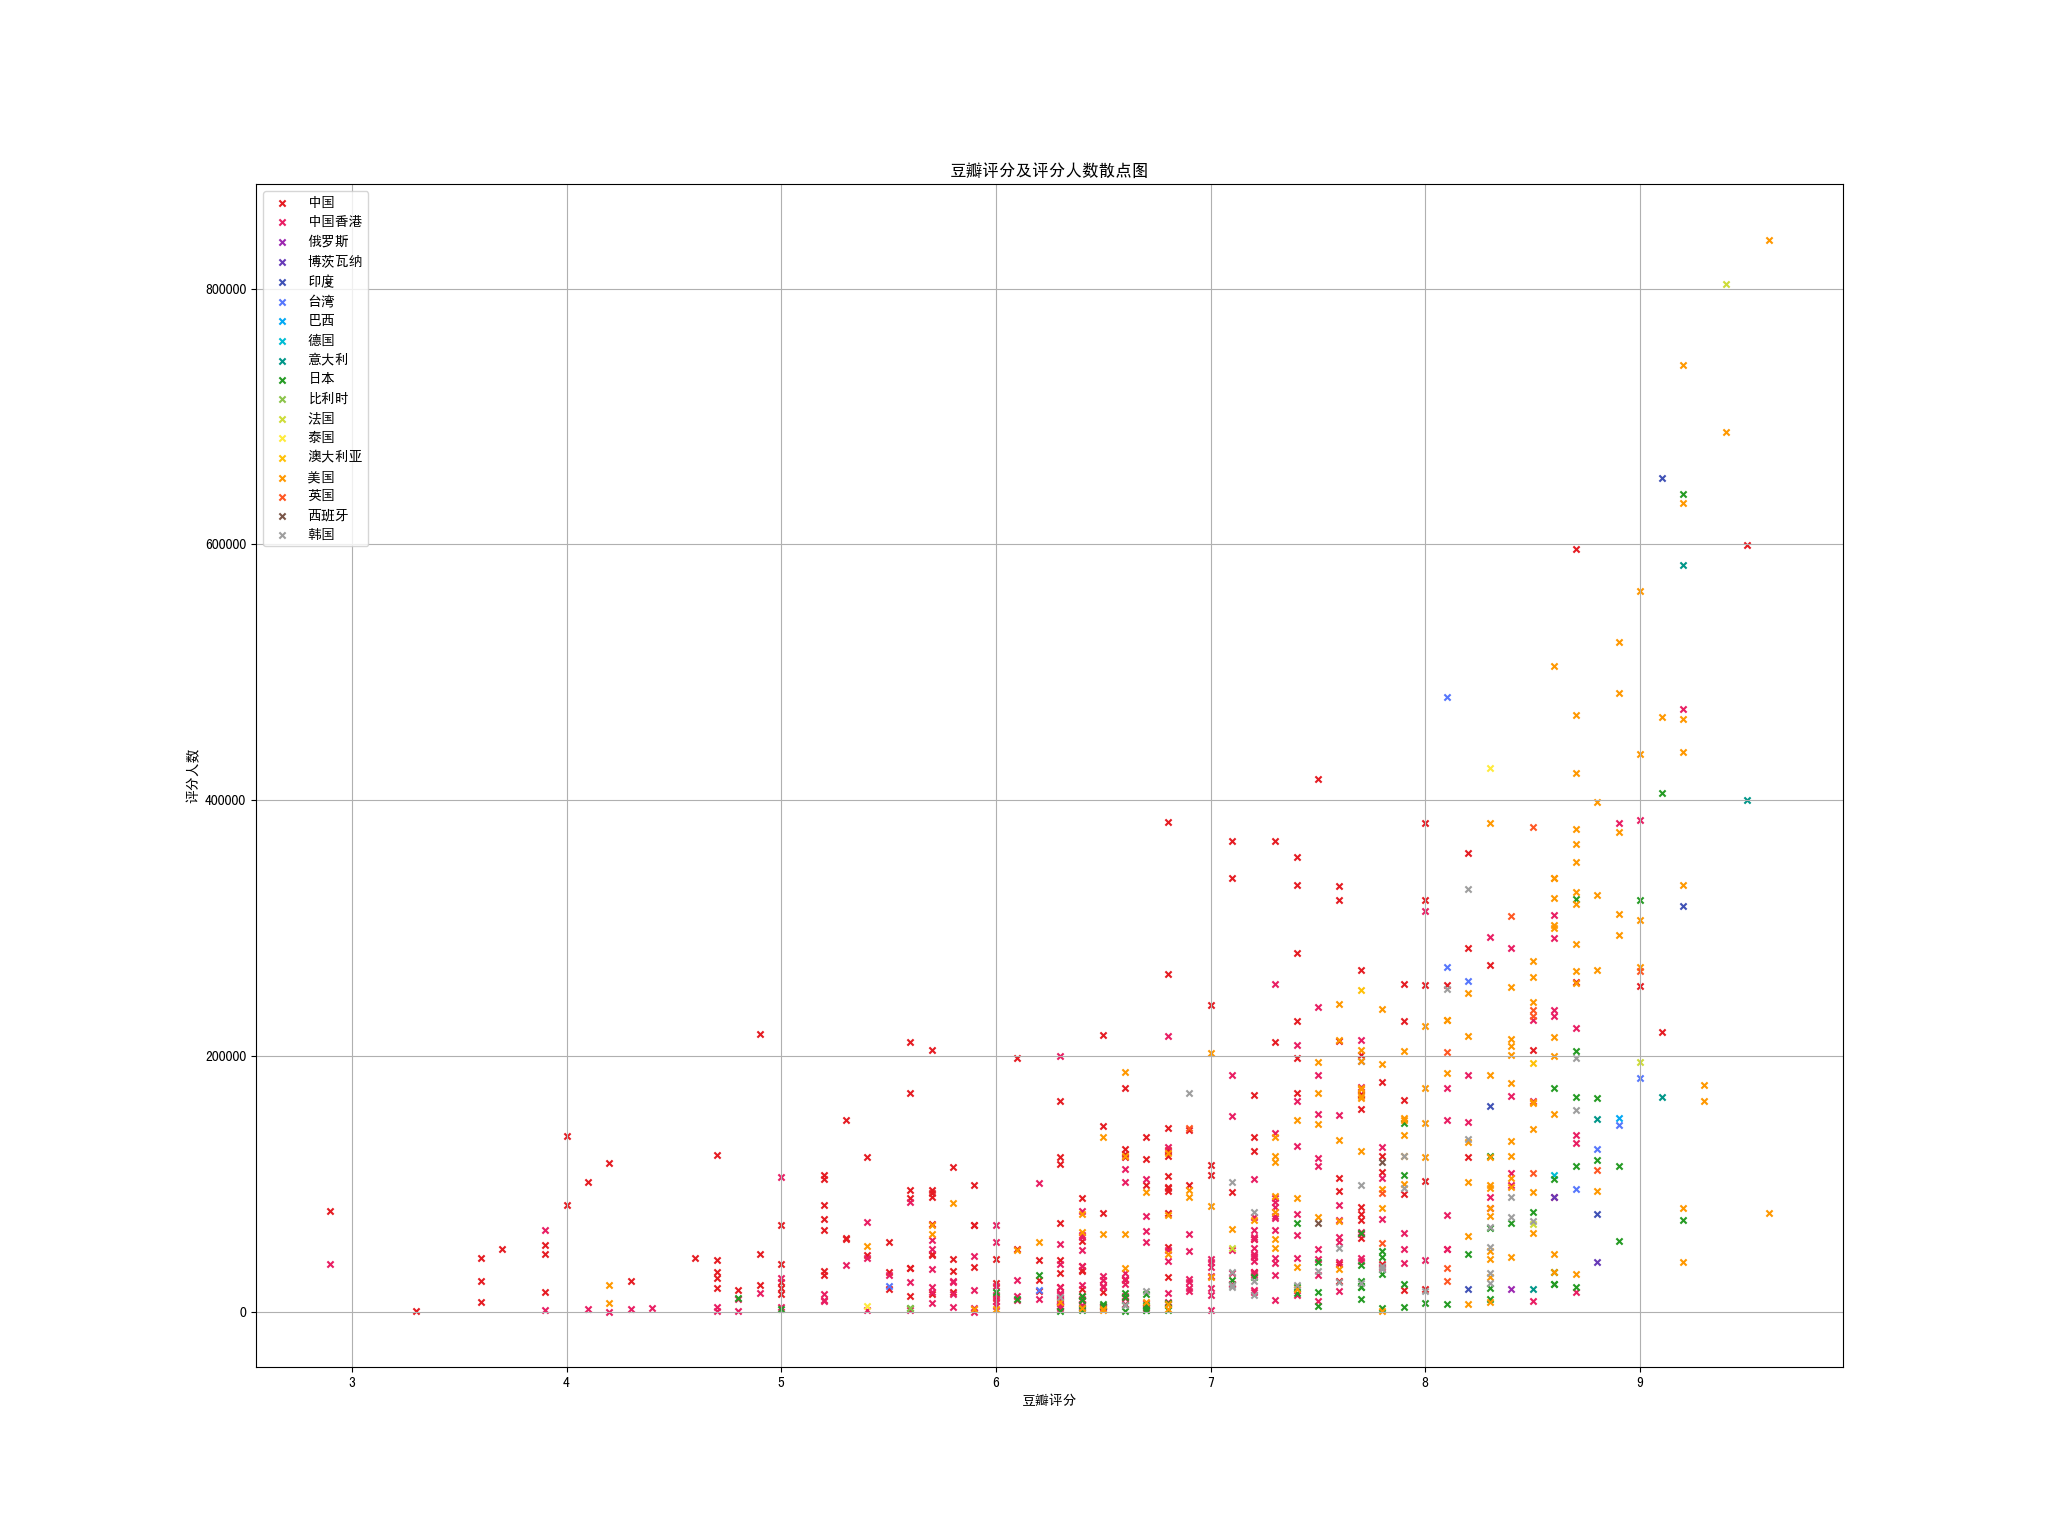 豆瓣评分及评分人数散点图
中国
中国香港
俄罗斯
博茨瓦纳
印度
台湾
巴西
德国
意大利
日本
比利时
法国
泰国
澳大利亚
美国
英国
西班牙
韩国
800000
600000
400000
200000
0
评分人数
3 4 5 6 7 8 9
豆瓣评分